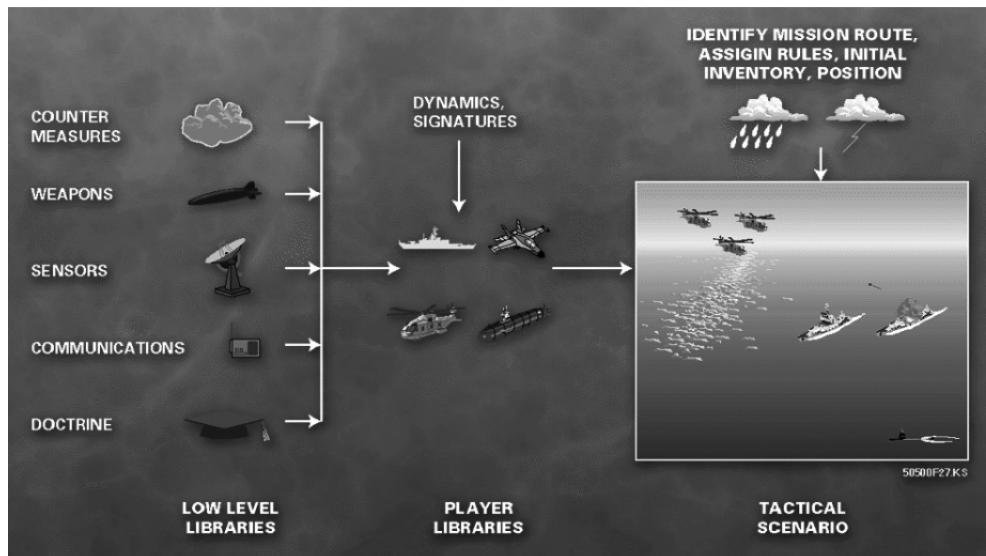 IDENTIFY MISSION ROUTE,
ASSIGIN RULES, INITIAL
INVENTORY, POSITION
DYNAMICS,
SIGNATURES
COUNTER
MEASURES
WEAPONS
SENSORS
COMMUNICATIONS
DOCTRINE
50500F27.KS
LOW LEVEL
LIBRARIES
PLAYER
LIBRARIES
TACTICAL
SCENARIO